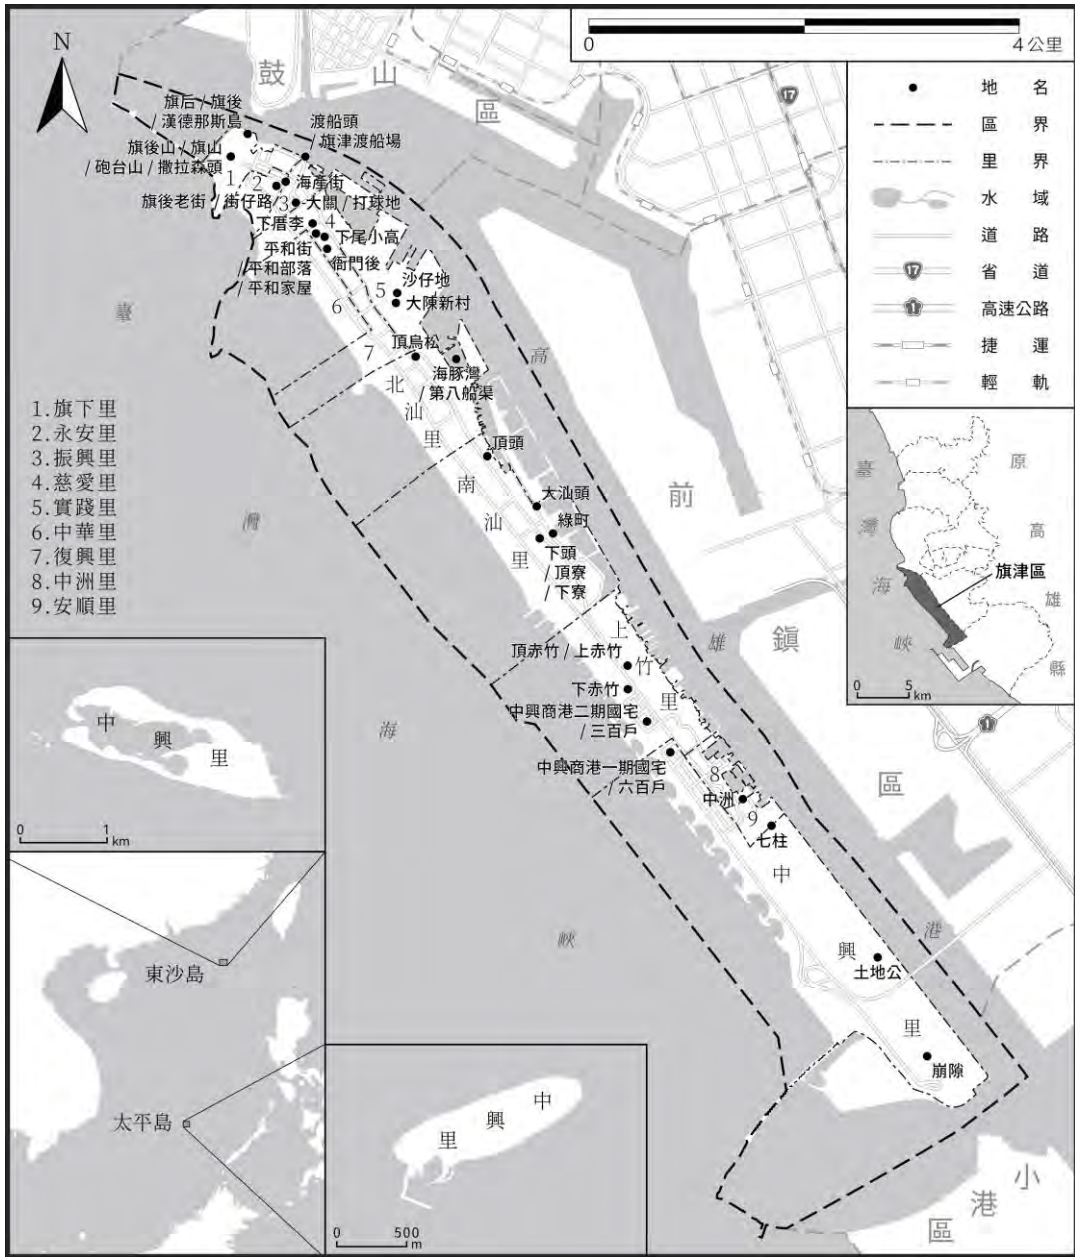 N
0 4公里
鼓山區
17
地名
區界
里界
水域
道路
17
省道
1
高速公路
捷運
輕軌
旗后/旗後
/漢德那斯島
渡船頭
/旗津渡船場
旗後山/旗山
/砲台山/撒拉森頭
1
2
海產街
旗後老街/街仔路
3
大關/打球地
4
下厝李
下尾小高
平和街
/平和部落
/平和家屋
衙門後
5
沙仔地
大陳新村
6
7
頂烏松
海豚灣
/第八船渠
北汕里
頂頭
南汕里
大汕頭
綠町
下頭
/頂寮
/下寮
上竹里
頂赤竹/上赤竹
下赤竹
中興商港二期國宅
/三百戶
中興商港一期國宅
/六百戶
8
中洲
9
七柱
中興里
土地公
崩隙
臺灣海峽
高雄港
前鎮區
1
小港區
1.旗下里
2.永安里
3.振興里
4.慈愛里
5.實踐里
6.中華里
7.復興里
8.中洲里
9.安順里
臺灣海峽
原高雄縣
旗津區
0 5
km
中興里
0 1
km
東沙島
太平島
中興里
0 500
m